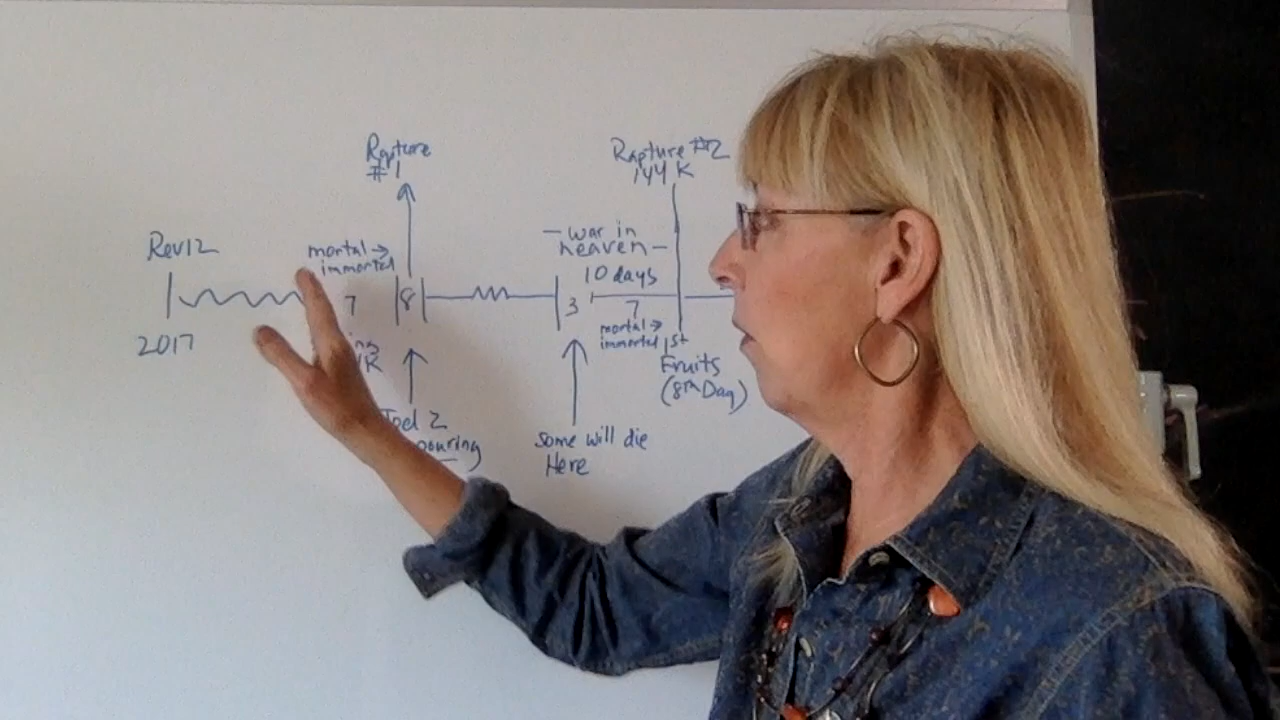 Rapture
#1
Rapture #2
144 K
Rev12
mortal →
immortal
— war in
heaven —
10 days
7
8
3
7
mortal →
immortal
1st
Fruits
(8th Day)
2017
Joel 2
some will die
Here